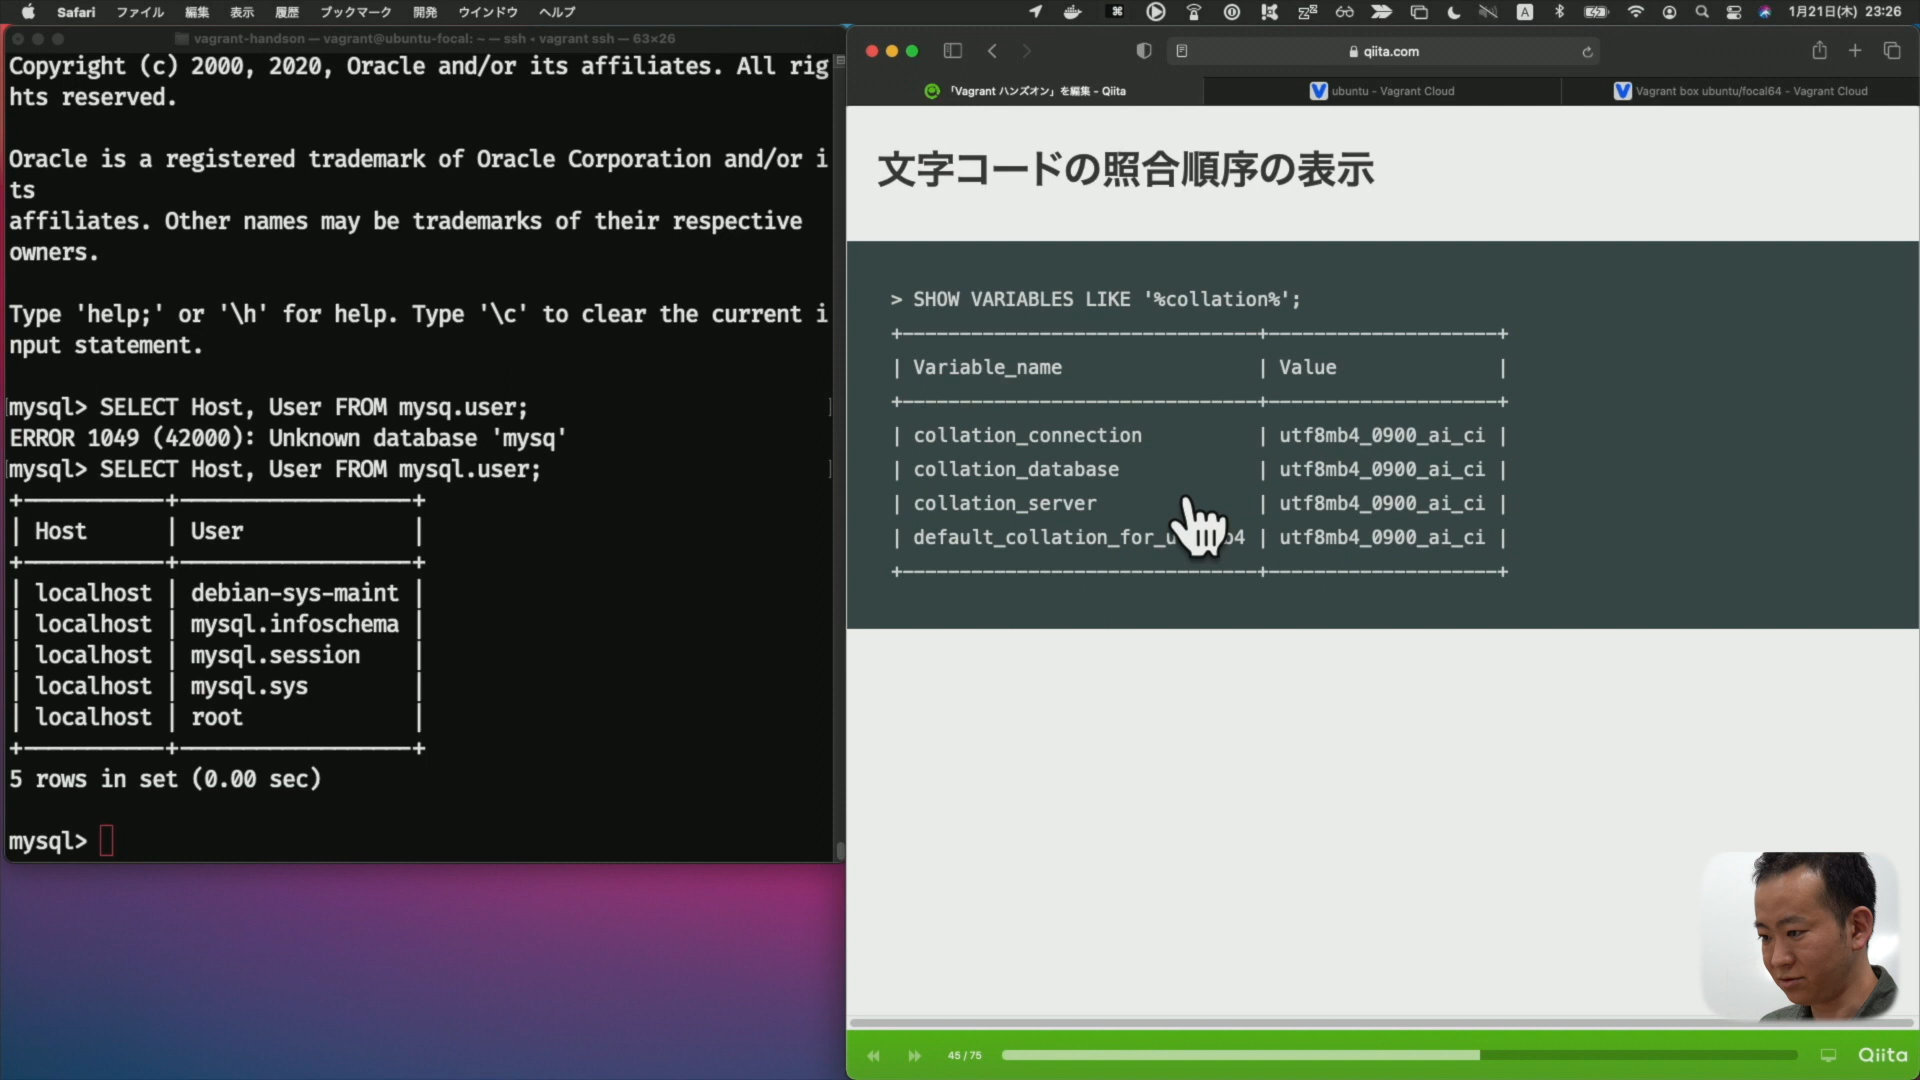 Safari ファイル 編集 表示 履歴 ブックマーク 開発 ウインドウ ヘルプ
1月21日(木) 23:26
vagrant-handson — vagrant@ubuntu-focal: ~ — ssh ◂ vagrant ssh — 63×26
Copyright (c) 2000, 2020, Oracle and/or its affiliates. All rig
hts reserved.
Oracle is a registered trademark of Oracle Corporation and/or i
ts
affiliates. Other names may be trademarks of their respective
owners.
Type 'help;' or '\h' for help. Type '\c' to clear the current i
nput statement.
mysql> SELECT Host, User FROM mysq.user;
ERROR 1049 (42000): Unknown database 'mysq'
mysql> SELECT Host, User FROM mysql.user;
+-----------+------------------+
| Host      | User             |
+-----------+------------------+
| localhost | debian-sys-maint |
| localhost | mysql.infoschema |
| localhost | mysql.session    |
| localhost | mysql.sys        |
| localhost | root             |
+-----------+------------------+
5 rows in set (0.00 sec)
mysql>
qiita.com
「Vagrant ハンズオン」を編集 - Qiita
ubuntu - Vagrant Cloud
Vagrant box ubuntu/focal64 - Vagrant Cloud
文字コードの照合順序の表示
> SHOW VARIABLES LIKE '%collation%';
+-------------------------------+--------------------+
| Variable_name                 | Value              |
+-------------------------------+--------------------+
| collation_connection          | utf8mb4_0900_ai_ci |
| collation_database            | utf8mb4_0900_ai_ci |
| collation_server              | utf8mb4_0900_ai_ci |
| default_collation_for_u b4 | utf8mb4_0900_ai_ci |
+-------------------------------+--------------------+
45 / 75
Qiita